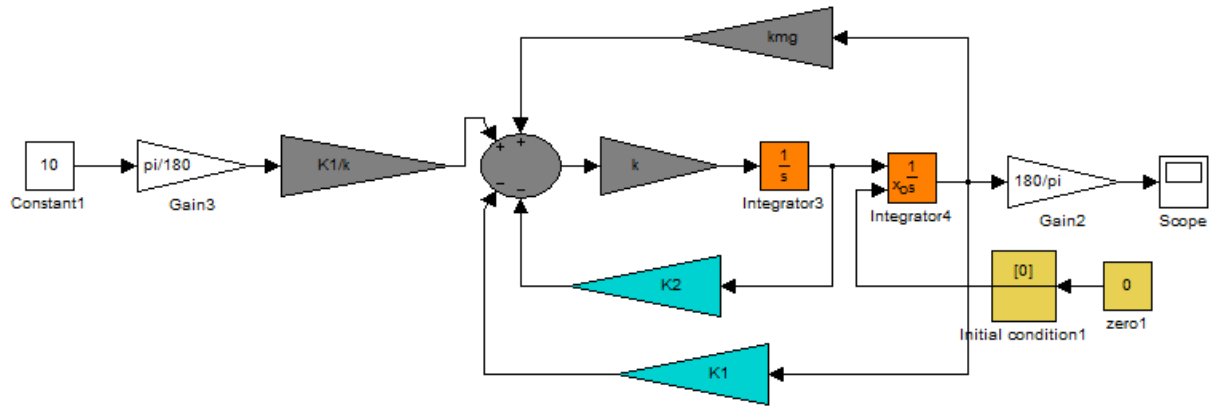 kmg
10
Constant1
pi/180
Gain3
K1/k
+
+
−
−
k
1
s
Integrator3
xo
1
s
Integrator4
180/pi
Gain2
Scope
K2
[0]
Initial condition1
0
zero1
K1